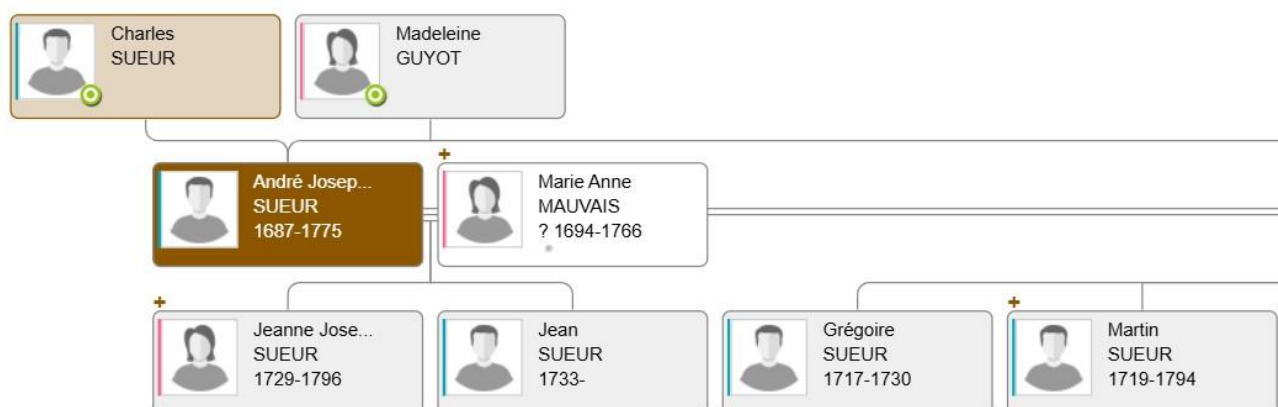 Charles
SUEUR
Madeleine
GUYOT
André Josep...
SUEUR
1687-1775
Marie Anne
MAUVAIS
? 1694-1766
Jeanne Jose...
SUEUR
1729-1796
Jean
SUEUR
1733-
Grégoire
SUEUR
1717-1730
Martin
SUEUR
1719-1794